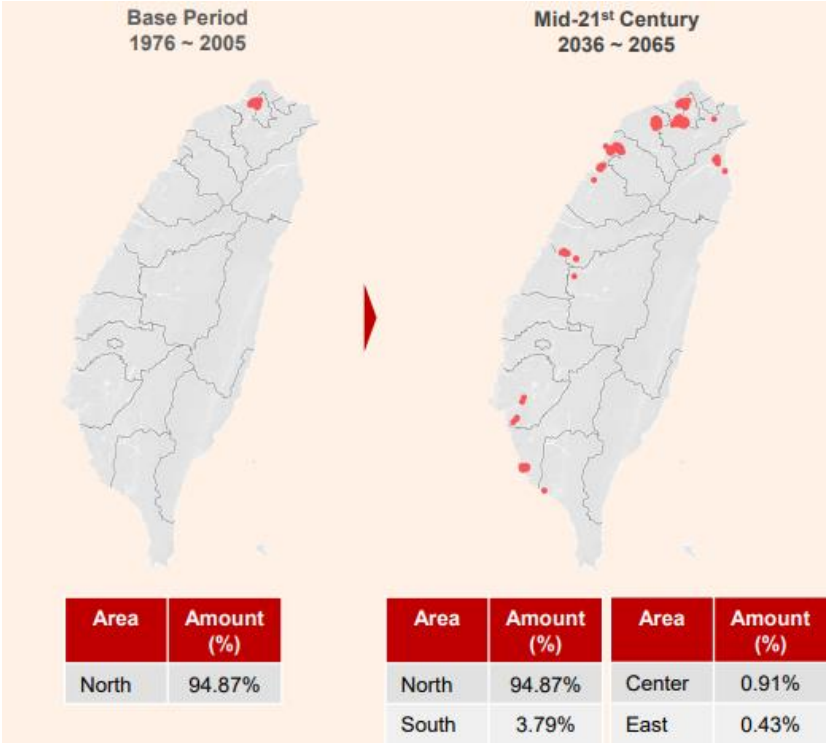 Base Period
1976 ~ 2005
Mid-21st Century
2036 ~ 2065
Area Amount (%)
North 94.87%
Area Amount (%)
North 94.87%
South 3.79%
Area Amount (%)
Center 0.91%
East 0.43%